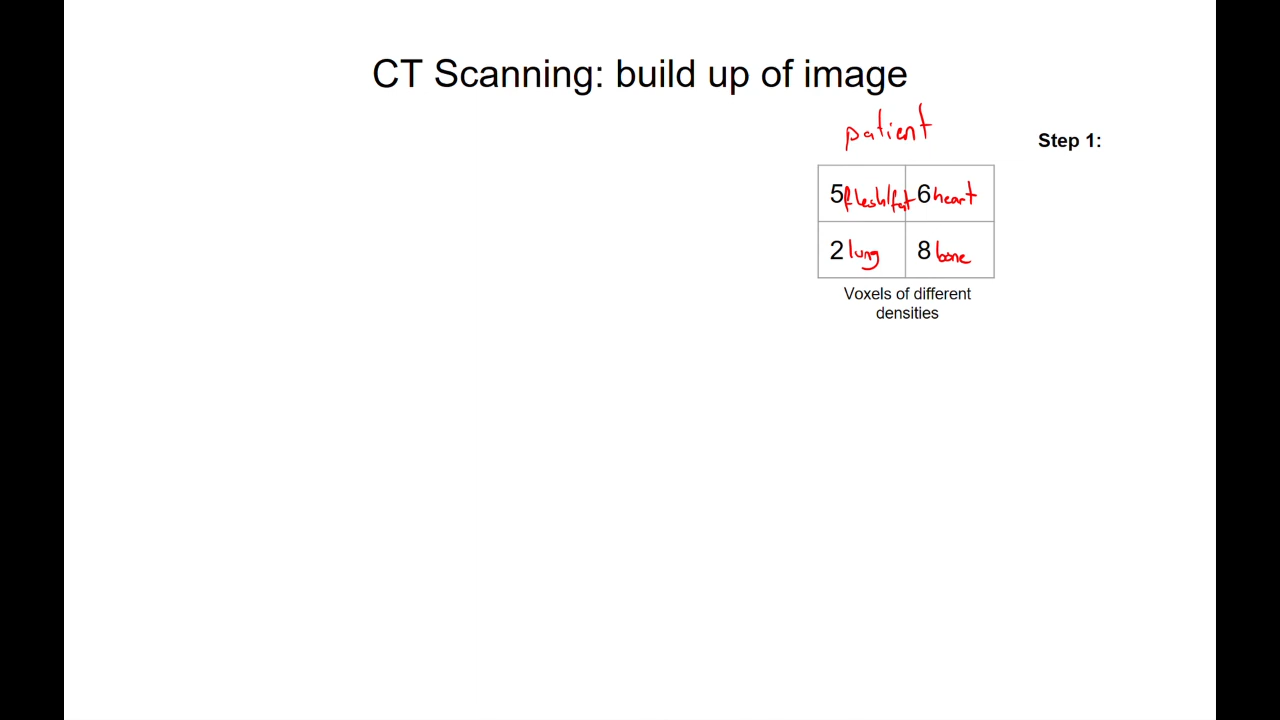 CT Scanning: build up of image
patient
Step 1:
5 flesh/fat 6 heart
2 lung 8 bone
Voxels of different
densities